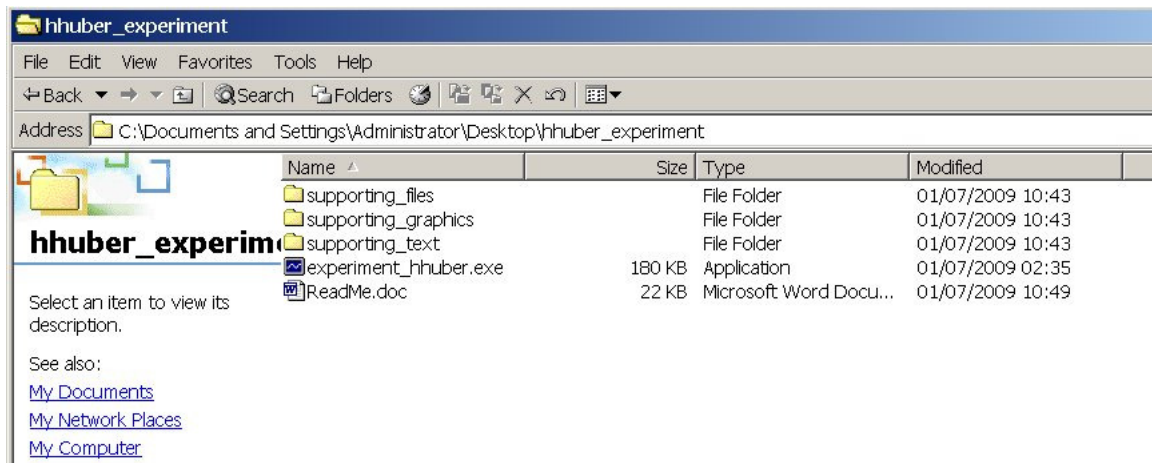 hhuber_experiment
File Edit View Favorites Tools Help
Back Search Folders
Address C:\Documents and Settings\Administrator\Desktop\hhuber_experiment
Name Size Type Modified
supporting_files File Folder 01/07/2009 10:43
supporting_graphics File Folder 01/07/2009 10:43
hhuber_experim supporting_text File Folder 01/07/2009 10:43
experiment_hhuber.exe 180 KB Application 01/07/2009 02:35
ReadMe.doc 22 KB Microsoft Word Docu... 01/07/2009 10:49
Select an item to view its
description.
See also:
My Documents
My Network Places
My Computer